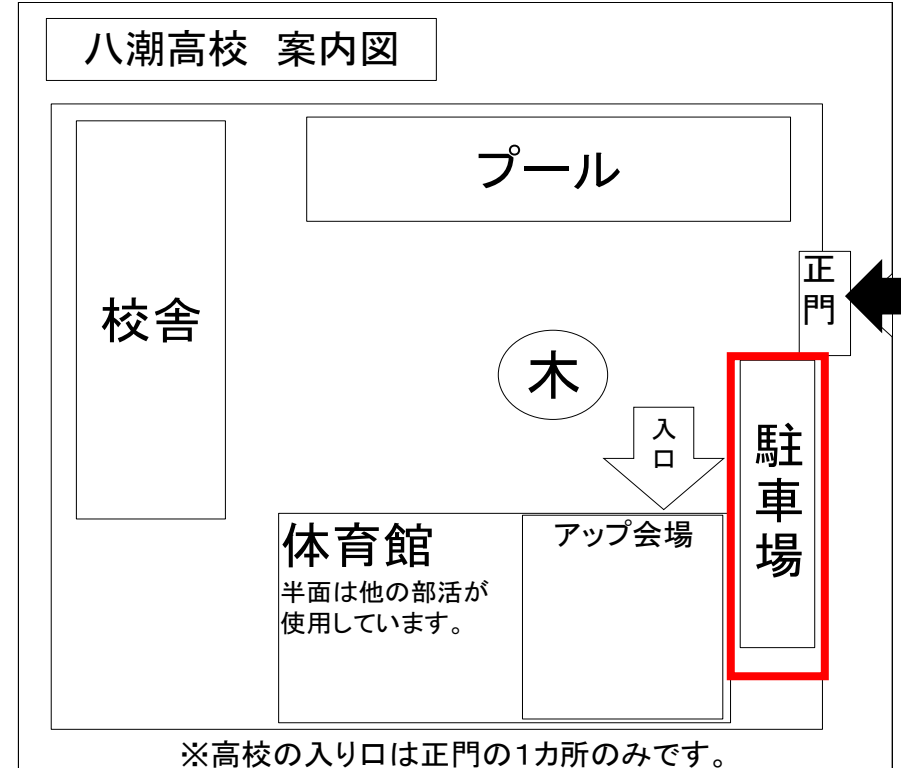 八潮高校　案内図
プール
校舎
正門
木
入口
駐車場
体育館
半面は他の部活が
使用しています。
アップ会場
※高校の入り口は正門の1カ所のみです。